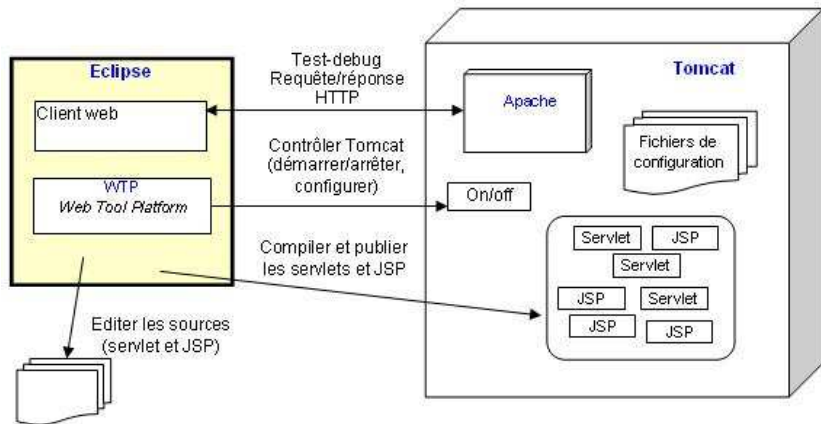 Eclipse
Client web
WTP
Web Tool Platform
Test-debug
Requête/réponse
HTTP
Contrôler Tomcat
(démarrer/arrêter,
configurer)
Compiler et publier
les servlets et JSP
Editer les sources
(servlet et JSP)
Tomcat
Apache
Fichiers de
configuration
On/off
Servlet
JSP
Servlet
JSP
Servlet
JSP
JSP